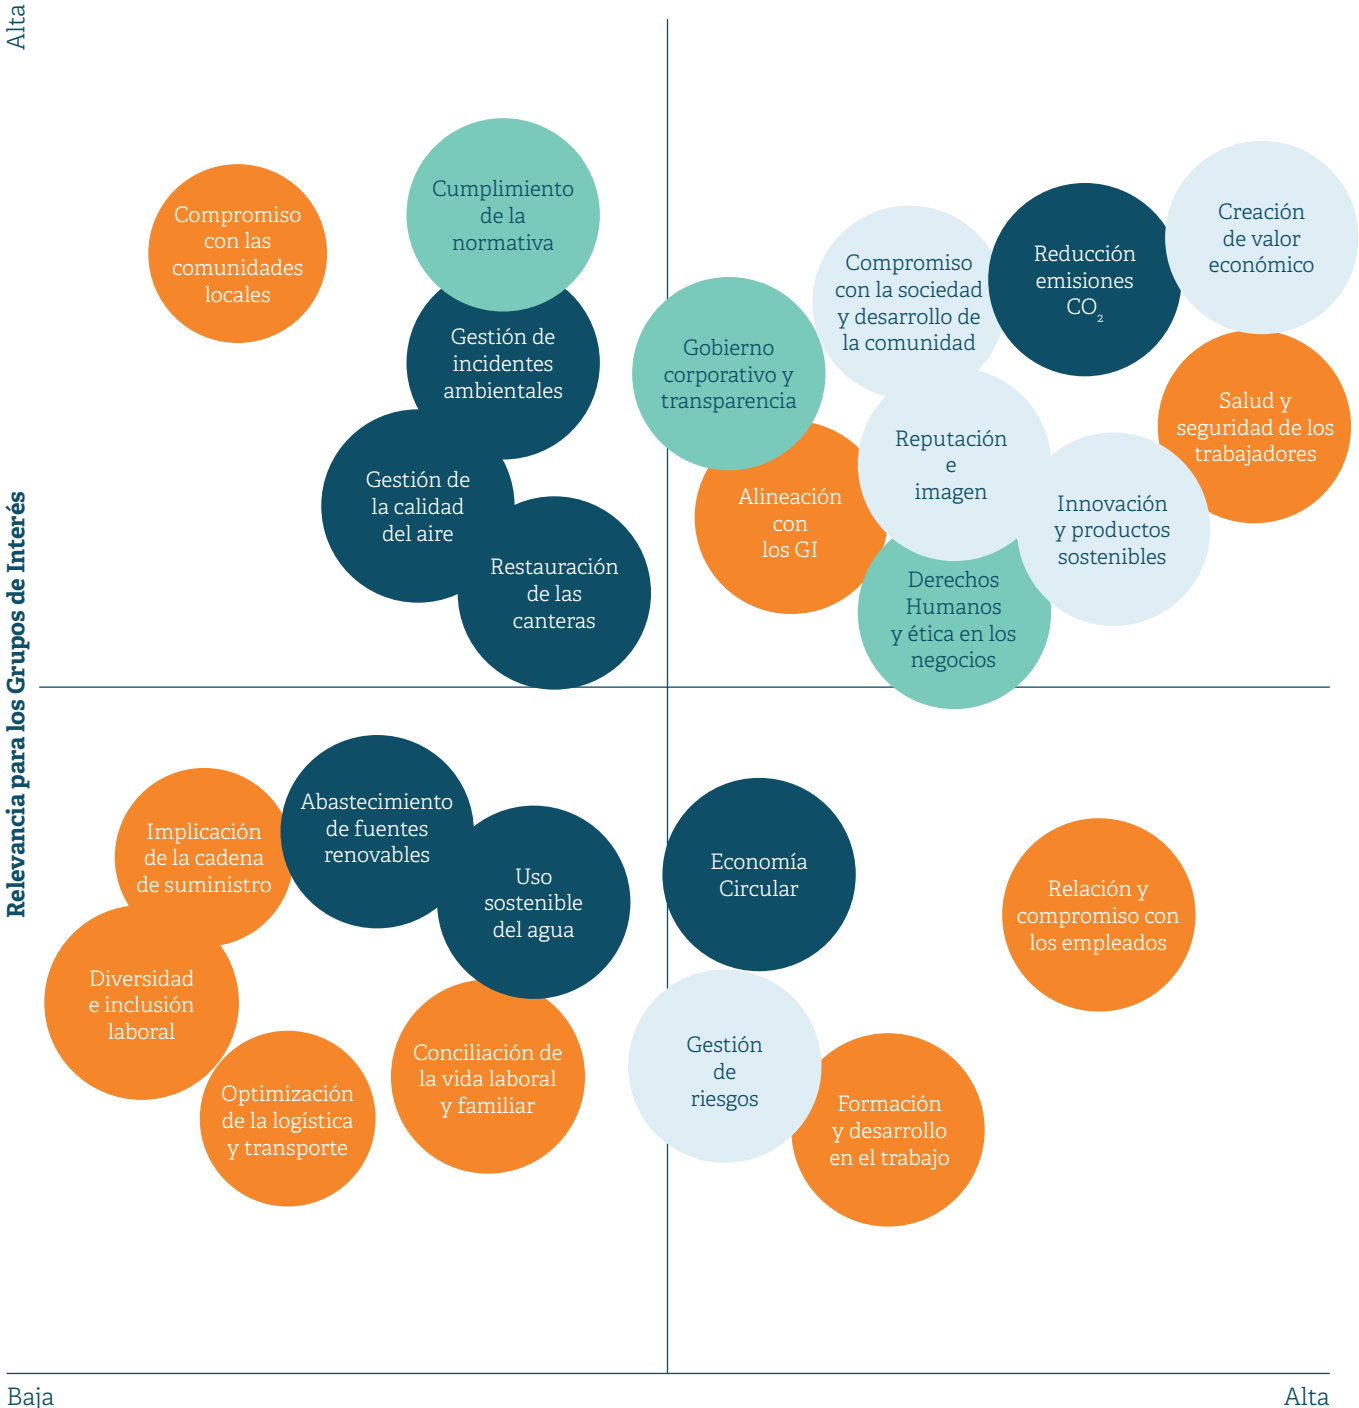 Alta
Relevancia para los Grupos de Interés
Compromiso
con las
comunidades
locales
Cumplimiento
de la
normativa
Gestión de
incidentes
ambientales
Gestión de
la calidad
del aire
Restauración
de las
canteras
Gobierno
corporativo y
transparencia
Compromiso
con la sociedad
y desarrollo de
la comunidad
Reducción
emisiones
CO₂
Creación
de valor
económico
Salud y
seguridad de los
trabajadores
Reputación
e
imagen
Alineación
con
los GI
Innovación
y productos
sostenibles
Derechos
Humanos
y ética en los
negocios
Implicación
de la cadena
de suministro
Abastecimiento
de fuentes
renovables
Uso
sostenible
del agua
Diversidad
e inclusión
laboral
Optimización
de la logística
y transporte
Conciliación de
la vida laboral
y familiar
Economía
Circular
Relación y
compromiso con
los empleados
Gestión
de
riesgos
Formación
y desarrollo
en el trabajo
Baja
Alta